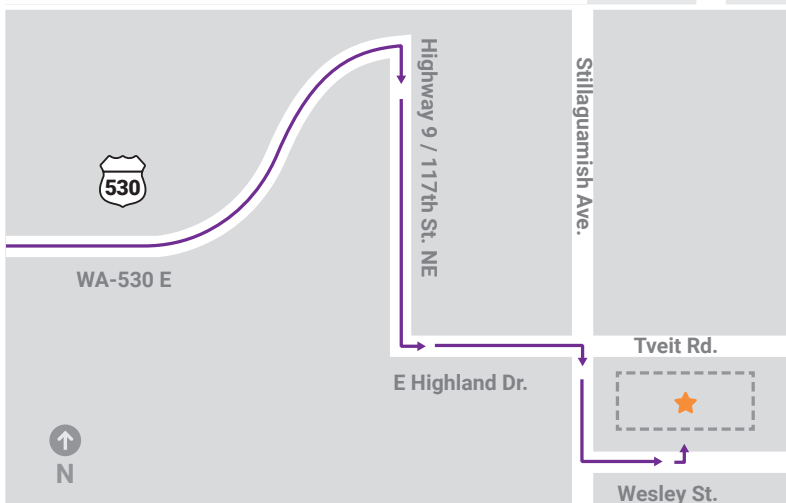 Highway 9 / 117th St. NE
Stillaguamish Ave.
530
WA-530 E
Tveit Rd.
E Highland Dr.
N
Wesley St.